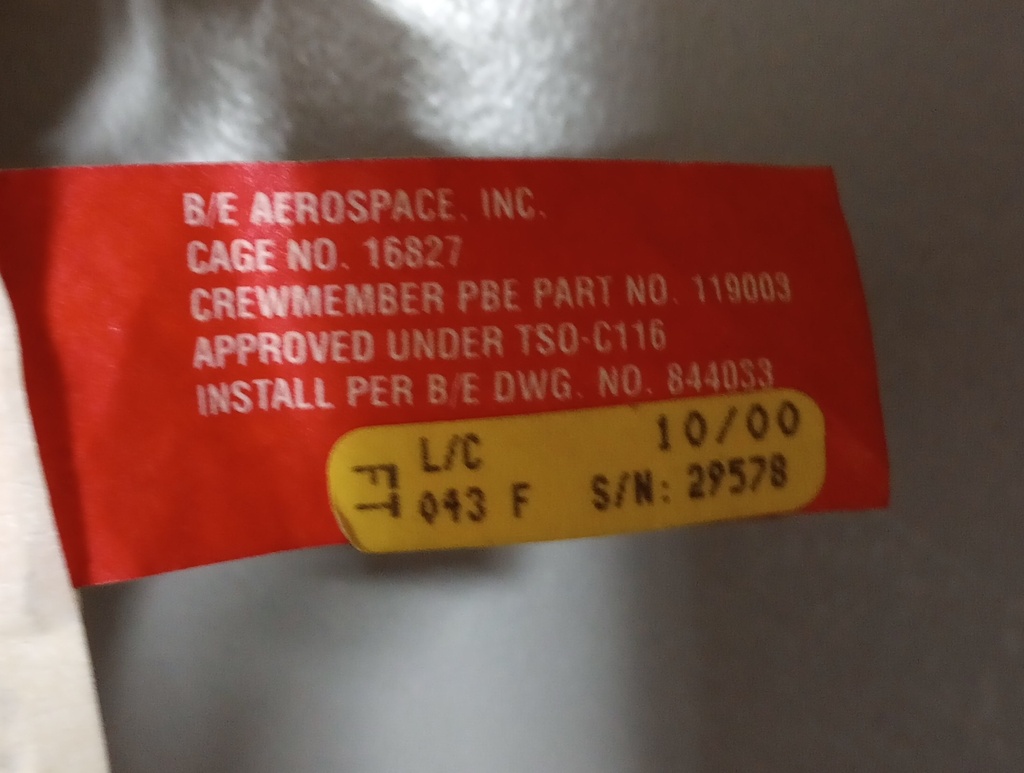 B/E AEROSPACE, INC.
CAGE NO. 16827
CREWMEMBER PBE PART NO. 119003
APPROVED UNDER TSO-C116
INSTALL PER B/E DWG. NO. 844033
FT
L/C 10/00
043 F S/N: 29578